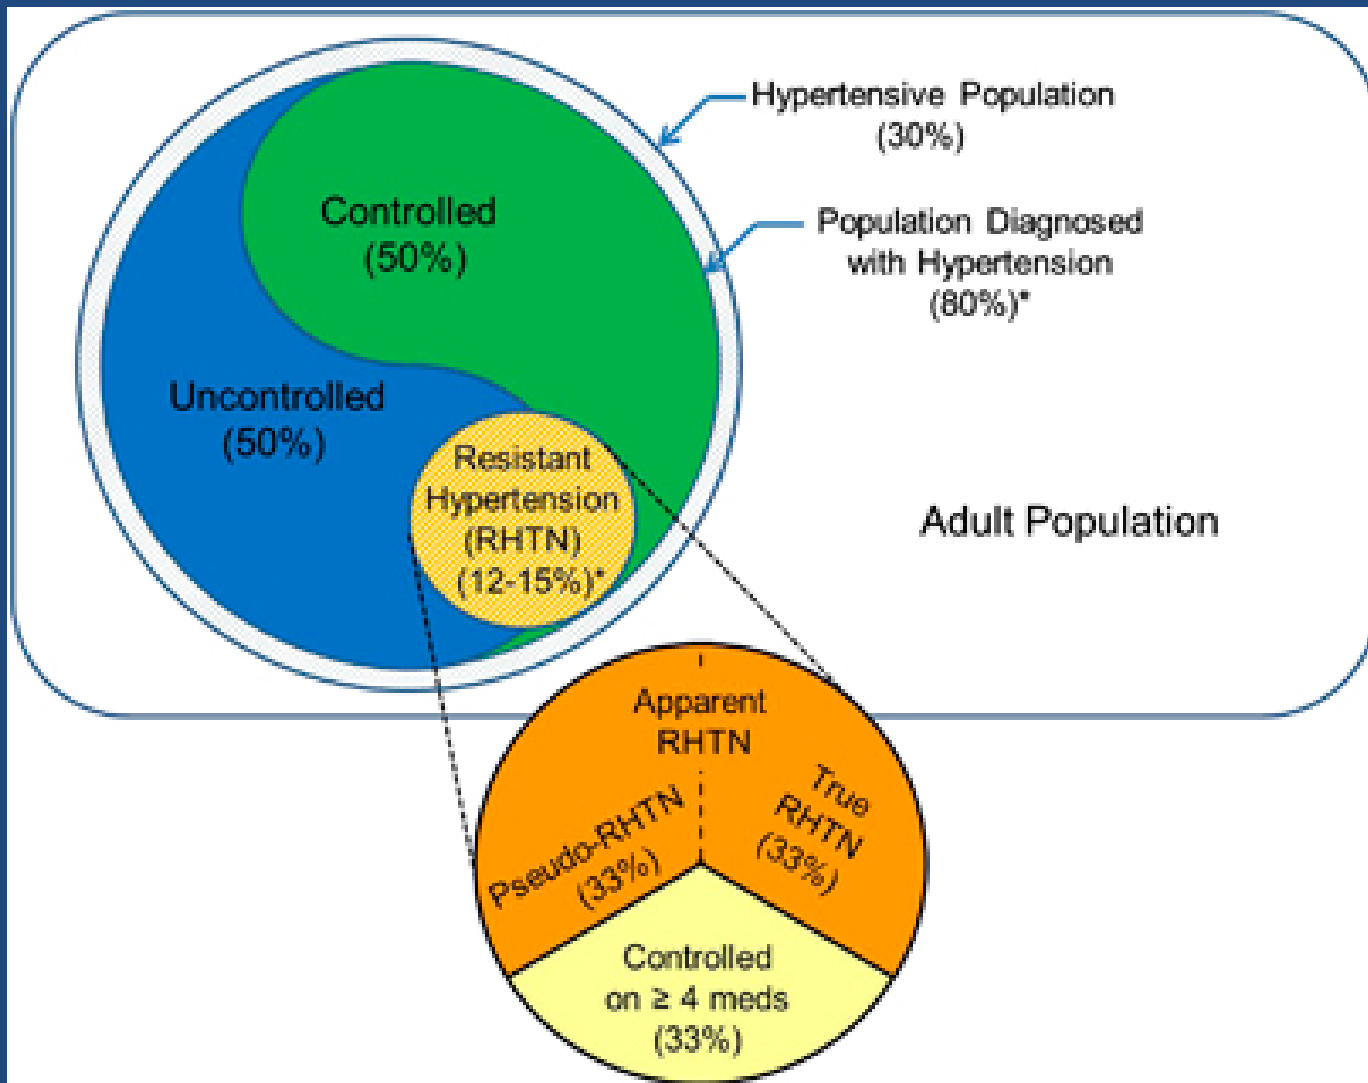 Hypertensive Population
(30%)
Population Diagnosed
with Hypertension
(80%)*
Controlled
(50%)
Uncontrolled
(50%)
Resistant
Hypertension
(RHTN)
(12-15%)*
Adult Population
Apparent
RHTN
Pseudo-RHTN
(33%)
True
RHTN
(33%)
Controlled
on ≥ 4 meds
(33%)